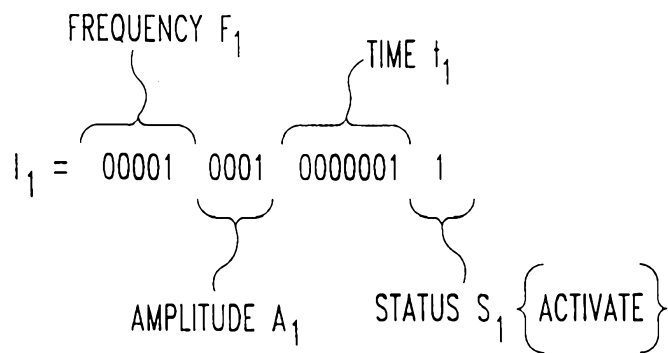 FREQUENCY F₁
TIME t₁
I₁ = 00001 0001 0000001 1
AMPLITUDE A₁
STATUS S₁ {ACTIVATE}